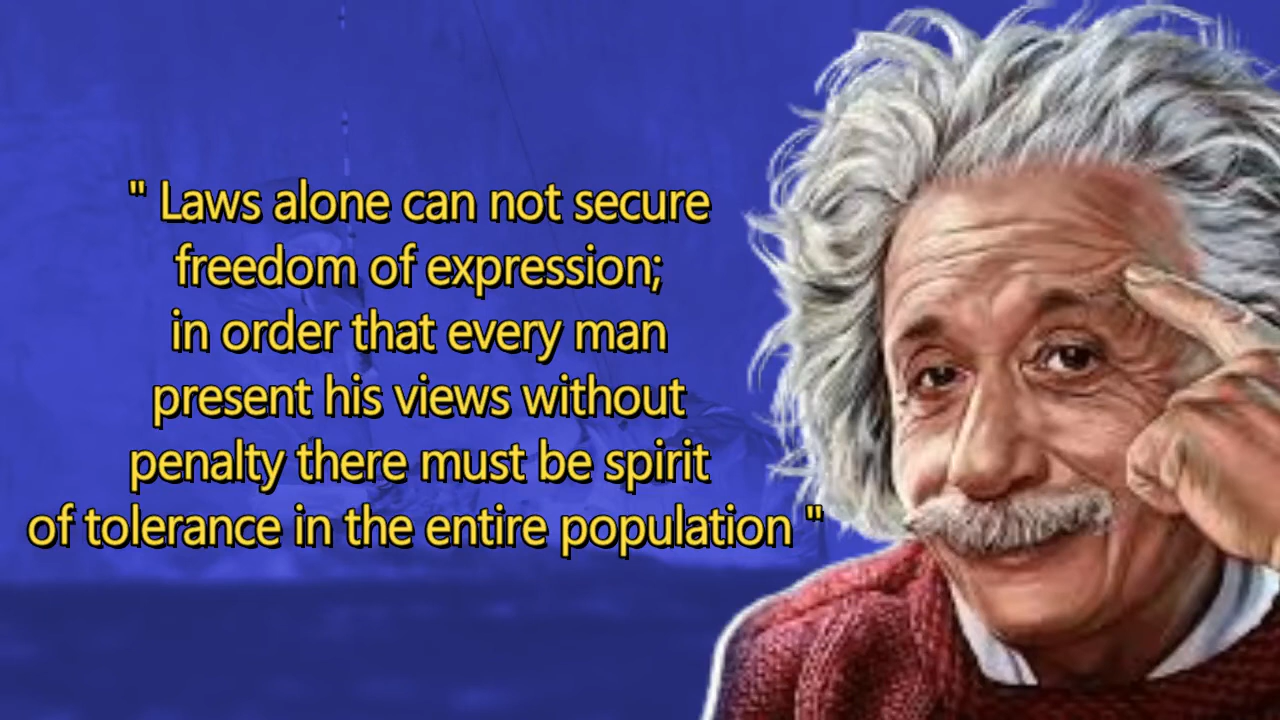 " Laws alone can not secure
freedom of expression;
in order that every man
present his views without
penalty there must be spirit
of tolerance in the entire population "